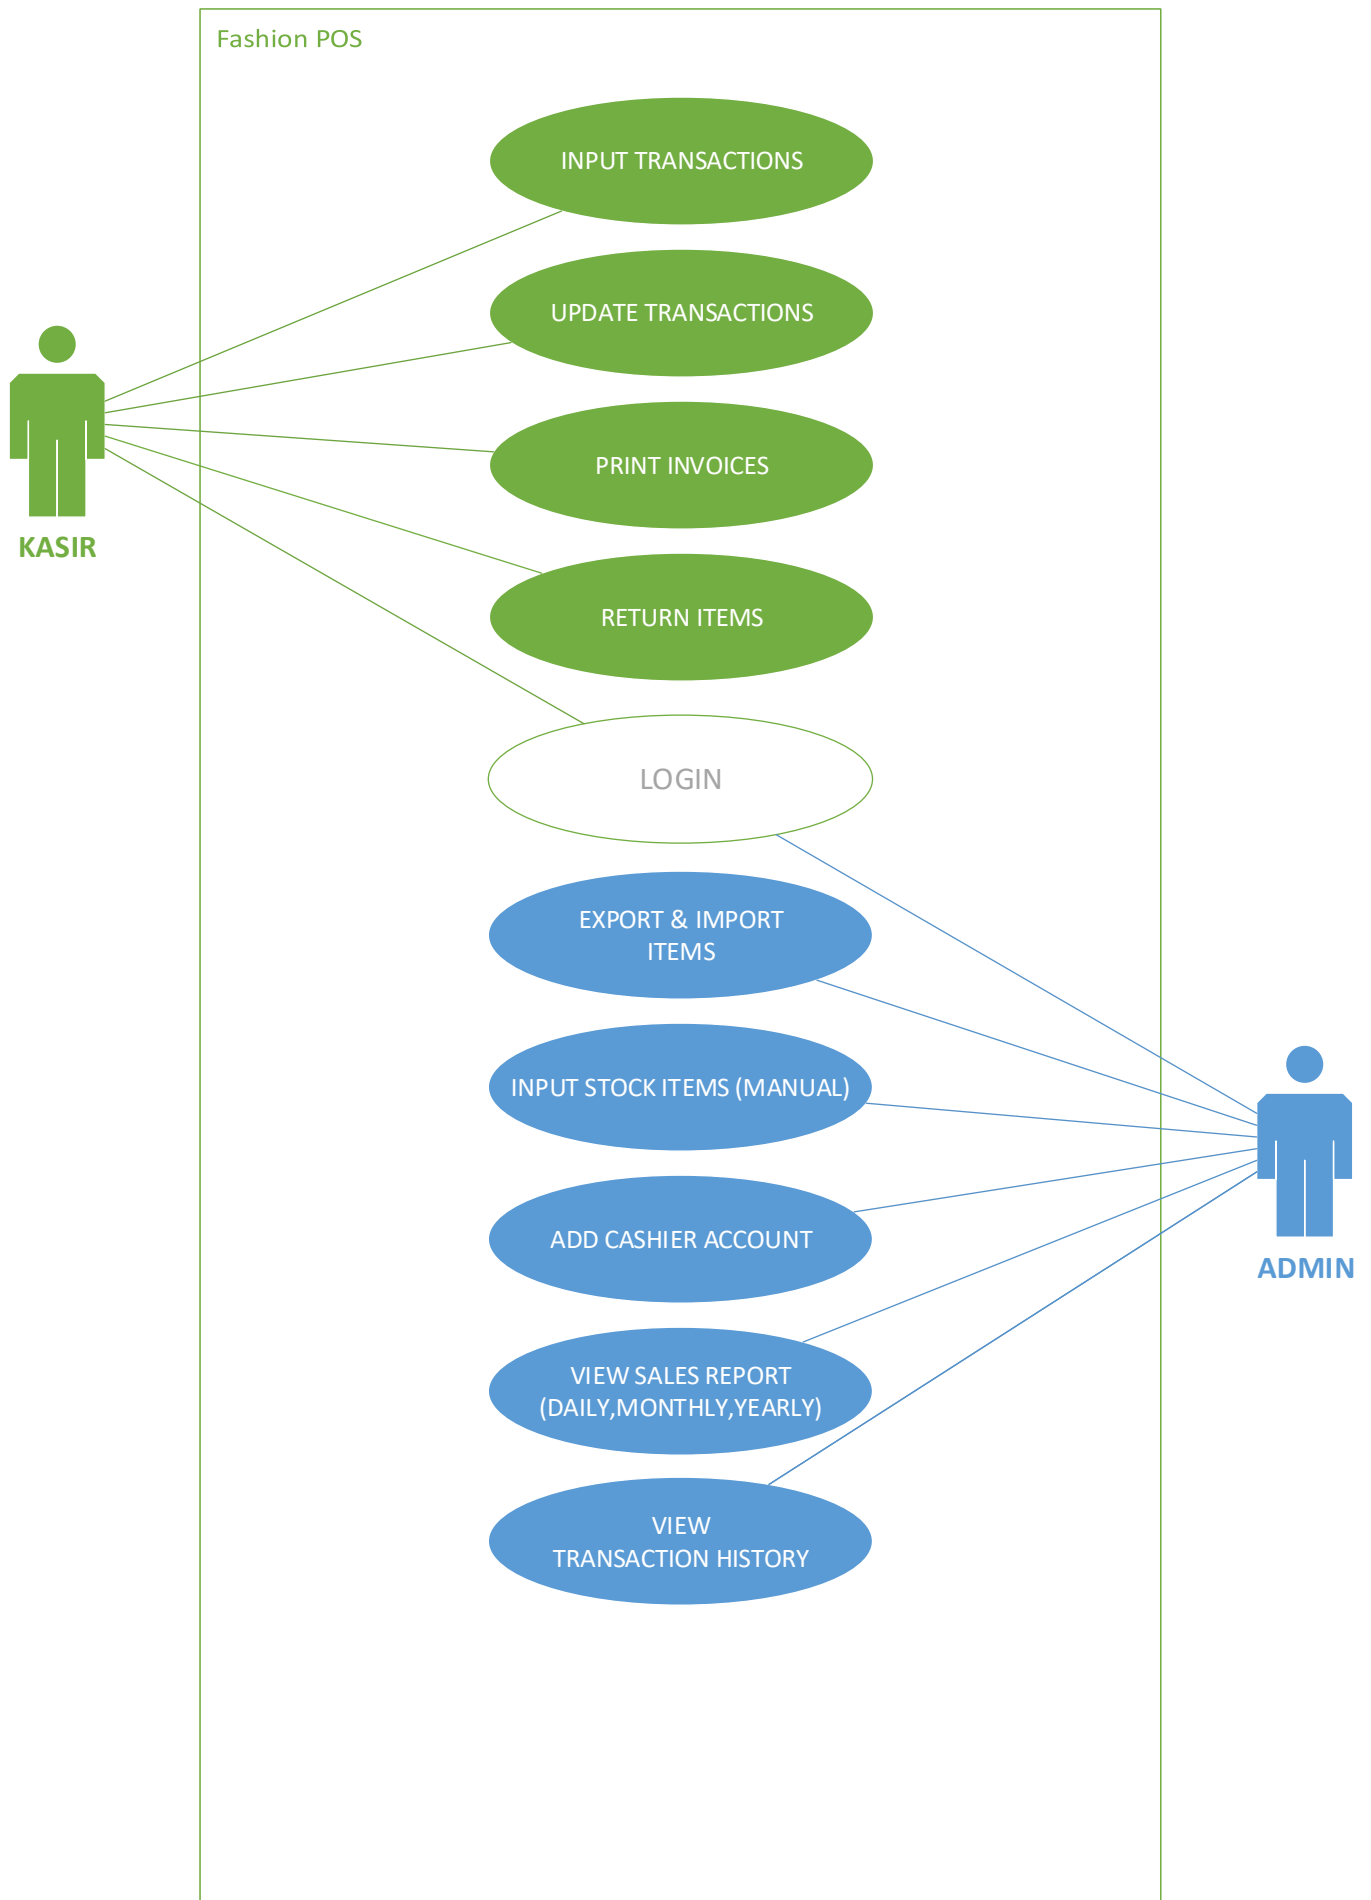 Fashion POS
INPUT TRANSACTIONS
UPDATE TRANSACTIONS
PRINT INVOICES
KASIR
RETURN ITEMS
LOGIN
EXPORT & IMPORT
ITEMS
INPUT STOCK ITEMS (MANUAL)
ADD CASHIER ACCOUNT
ADMIN
VIEW SALES REPORT
(DAILY,MONTHLY,YEARLY)
VIEW
TRANSACTION HISTORY